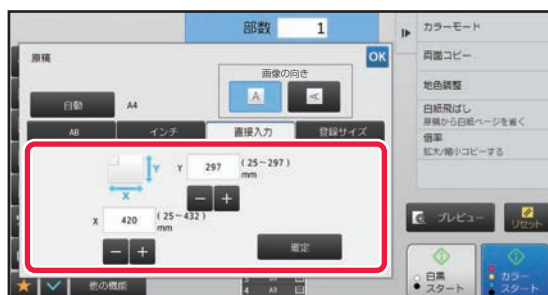 部数 1
カラーモード
原稿
OK
画像の向き
A A
両面コピー
地色調整
自動 A4
白紙飛ばし
原稿から白紙ページを省く
AB インチ 直接入力 登録サイズ
倍率
拡大/縮小コピーする
Y Y 297 (25~297)
mm
X
X 420 (25~432)
mm
プレビュー リセット
確定
他の機能
4 A3
白黒
スタート
カラー
スタート